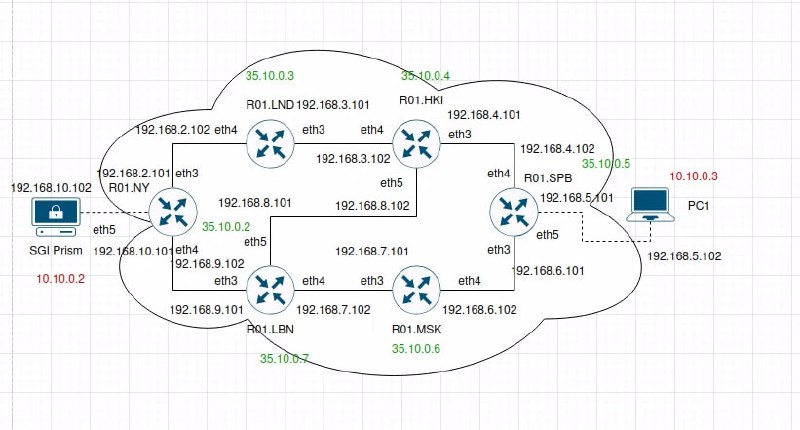 35.10.0.3
35.10.0.4
R01.LND
192.168.3.101
R01.HKI
192.168.4.101
192.168.2.102
eth4
eth3
eth4
eth3
192.168.4.102
192.168.3.102
35.10.0.5
192.168.2.101
eth3
eth5
eth4
R01.SPB
10.10.0.3
192.168.10.102
R01.NY
192.168.5.101
192.168.8.101
192.168.8.102
PC1
35.10.0.2
eth5
eth5
eth5
SGI Prism
192.168.10.101
eth4
192.168.7.101
eth3
192.168.5.102
192.168.9.102
192.168.6.101
10.10.0.2
eth3
eth4
eth3
eth4
192.168.9.101
192.168.7.102
192.168.6.102
R01.LBN
R01.MSK
35.10.0.7
35.10.0.6